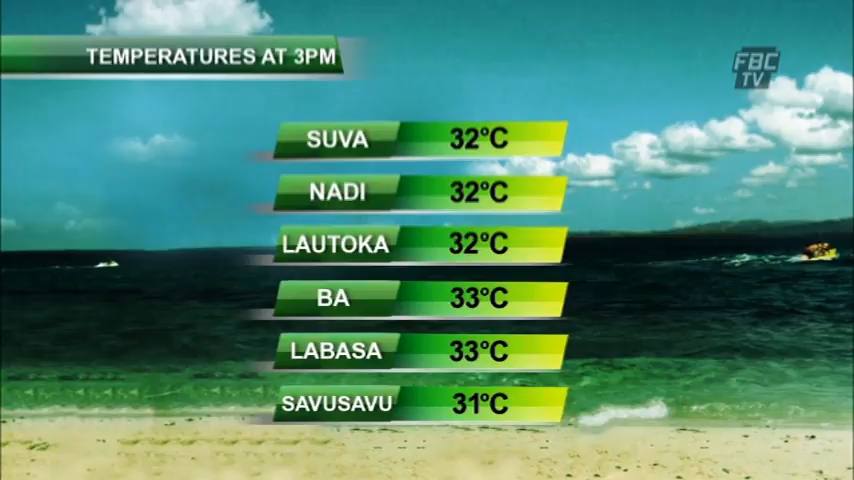 TEMPERATURES AT 3PM
FBC
TV
SUVA 32°C
NADI 32°C
LAUTOKA 32°C
BA 33°C
LABASA 33°C
SAVUSAVU 31°C